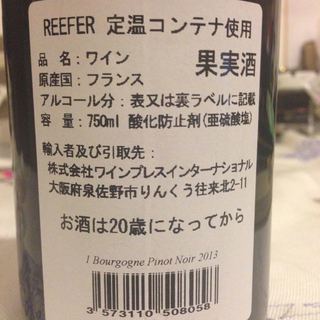 REEFER 定温コンテナ使用
品 名：ワイン 果実酒
原産国：フランス
アルコール分：表又は裏ラベルに記載
容 量：750ml 酸化防止剤(亜硫酸塩)
輸入者及び引取先：
株式会社ワインプレスインターナショナル
大阪府泉佐野市りんくう往来北2-11
お酒は20歳になってから
1 Bourgogne Pinot Noir 2013
3 573110 508058